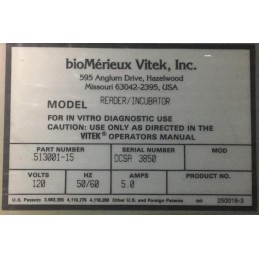 bioMérieux Vitek, Inc.
595 Anglum Drive, Hazelwood
Missouri 63042-2395, USA
MODEL READER/INCUBATOR
FOR IN VITRO DIAGNOSTIC USE
CAUTION: USE ONLY AS DIRECTED IN THE
VITEK® OPERATORS MANUAL
PART NUMBER SERIAL NUMBER MOD
513001-15 DCSR 3850
VOLTS HZ AMPS PRODUCT NO.
120 50/60 5.0
U.S. Patents Other U.S. and Foreign Patents